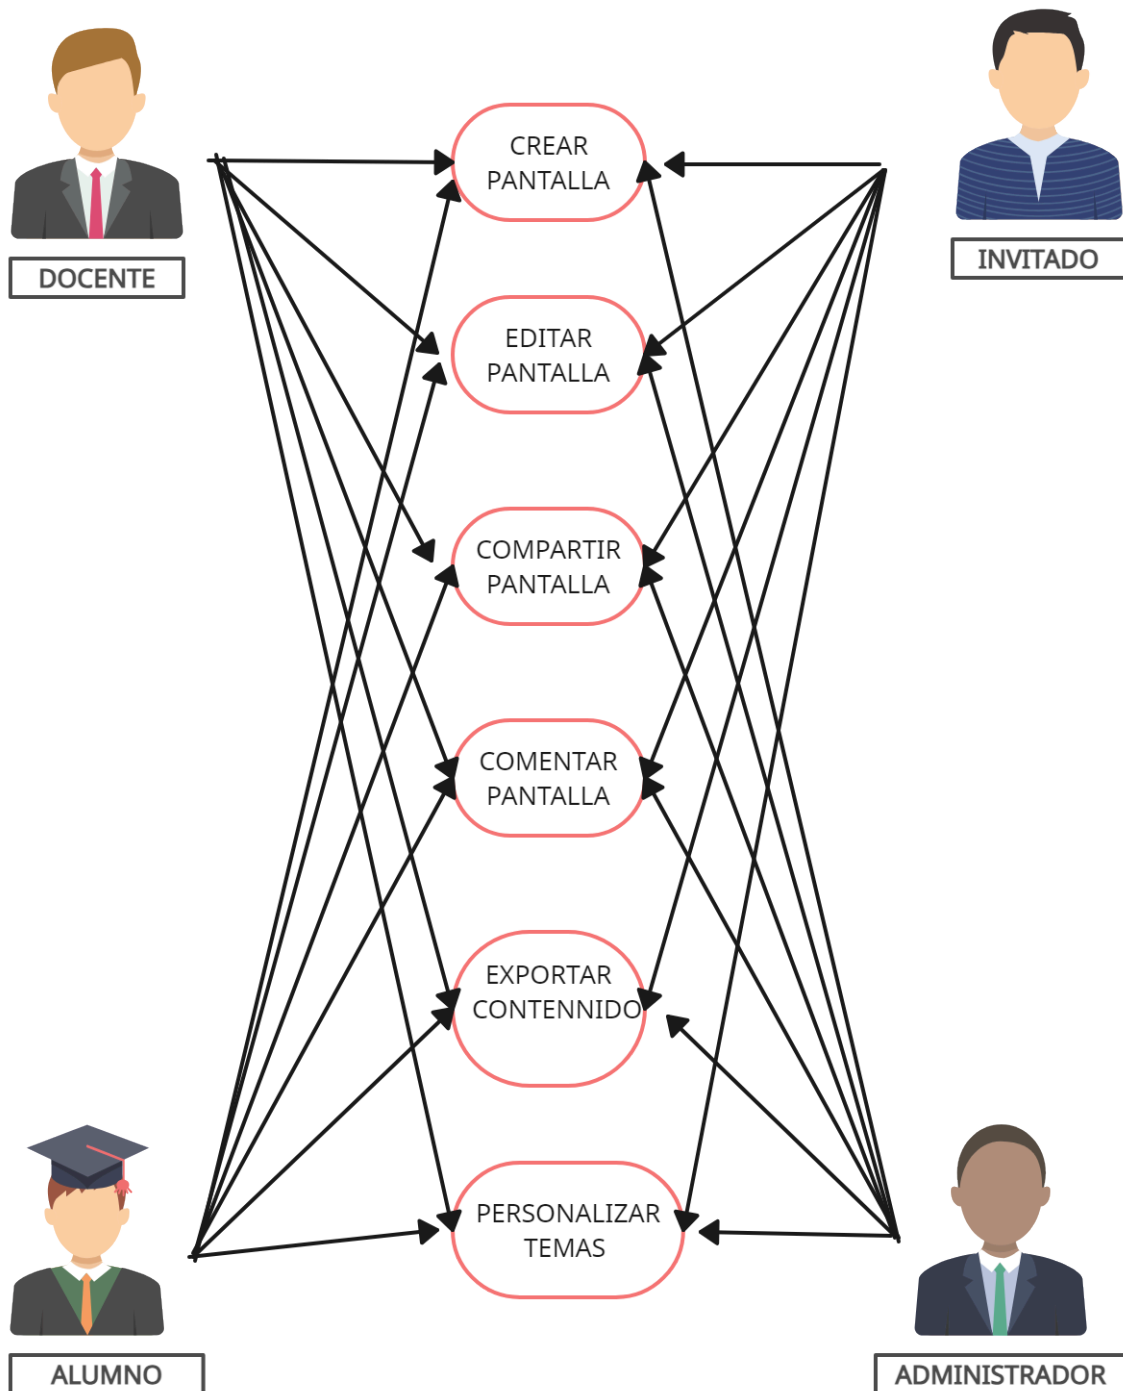 CREAR
PANTALLA
DOCENTE
INVITADO
EDITAR
PANTALLA
COMPARTIR
PANTALLA
COMENTAR
PANTALLA
EXPORTAR
CONTENNIDO
PERSONALIZAR
TEMAS
ALUMNO
ADMINISTRADOR